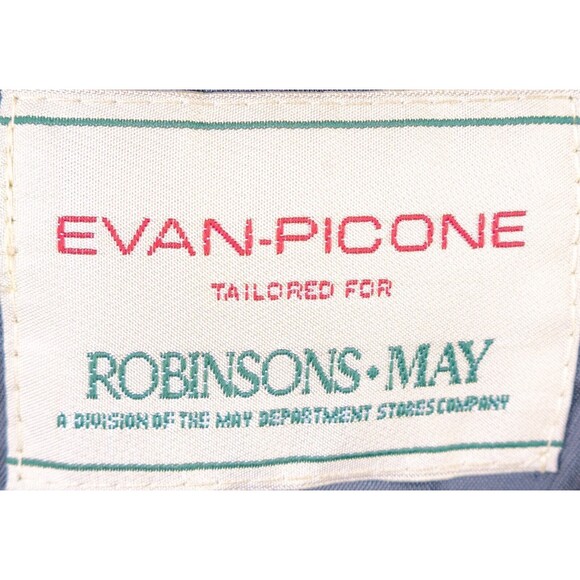 EVAN-PICONE
TAILORED FOR
ROBINSONS•MAY
A DIVISION OF THE MAY DEPARTMENT STORES COMPANY